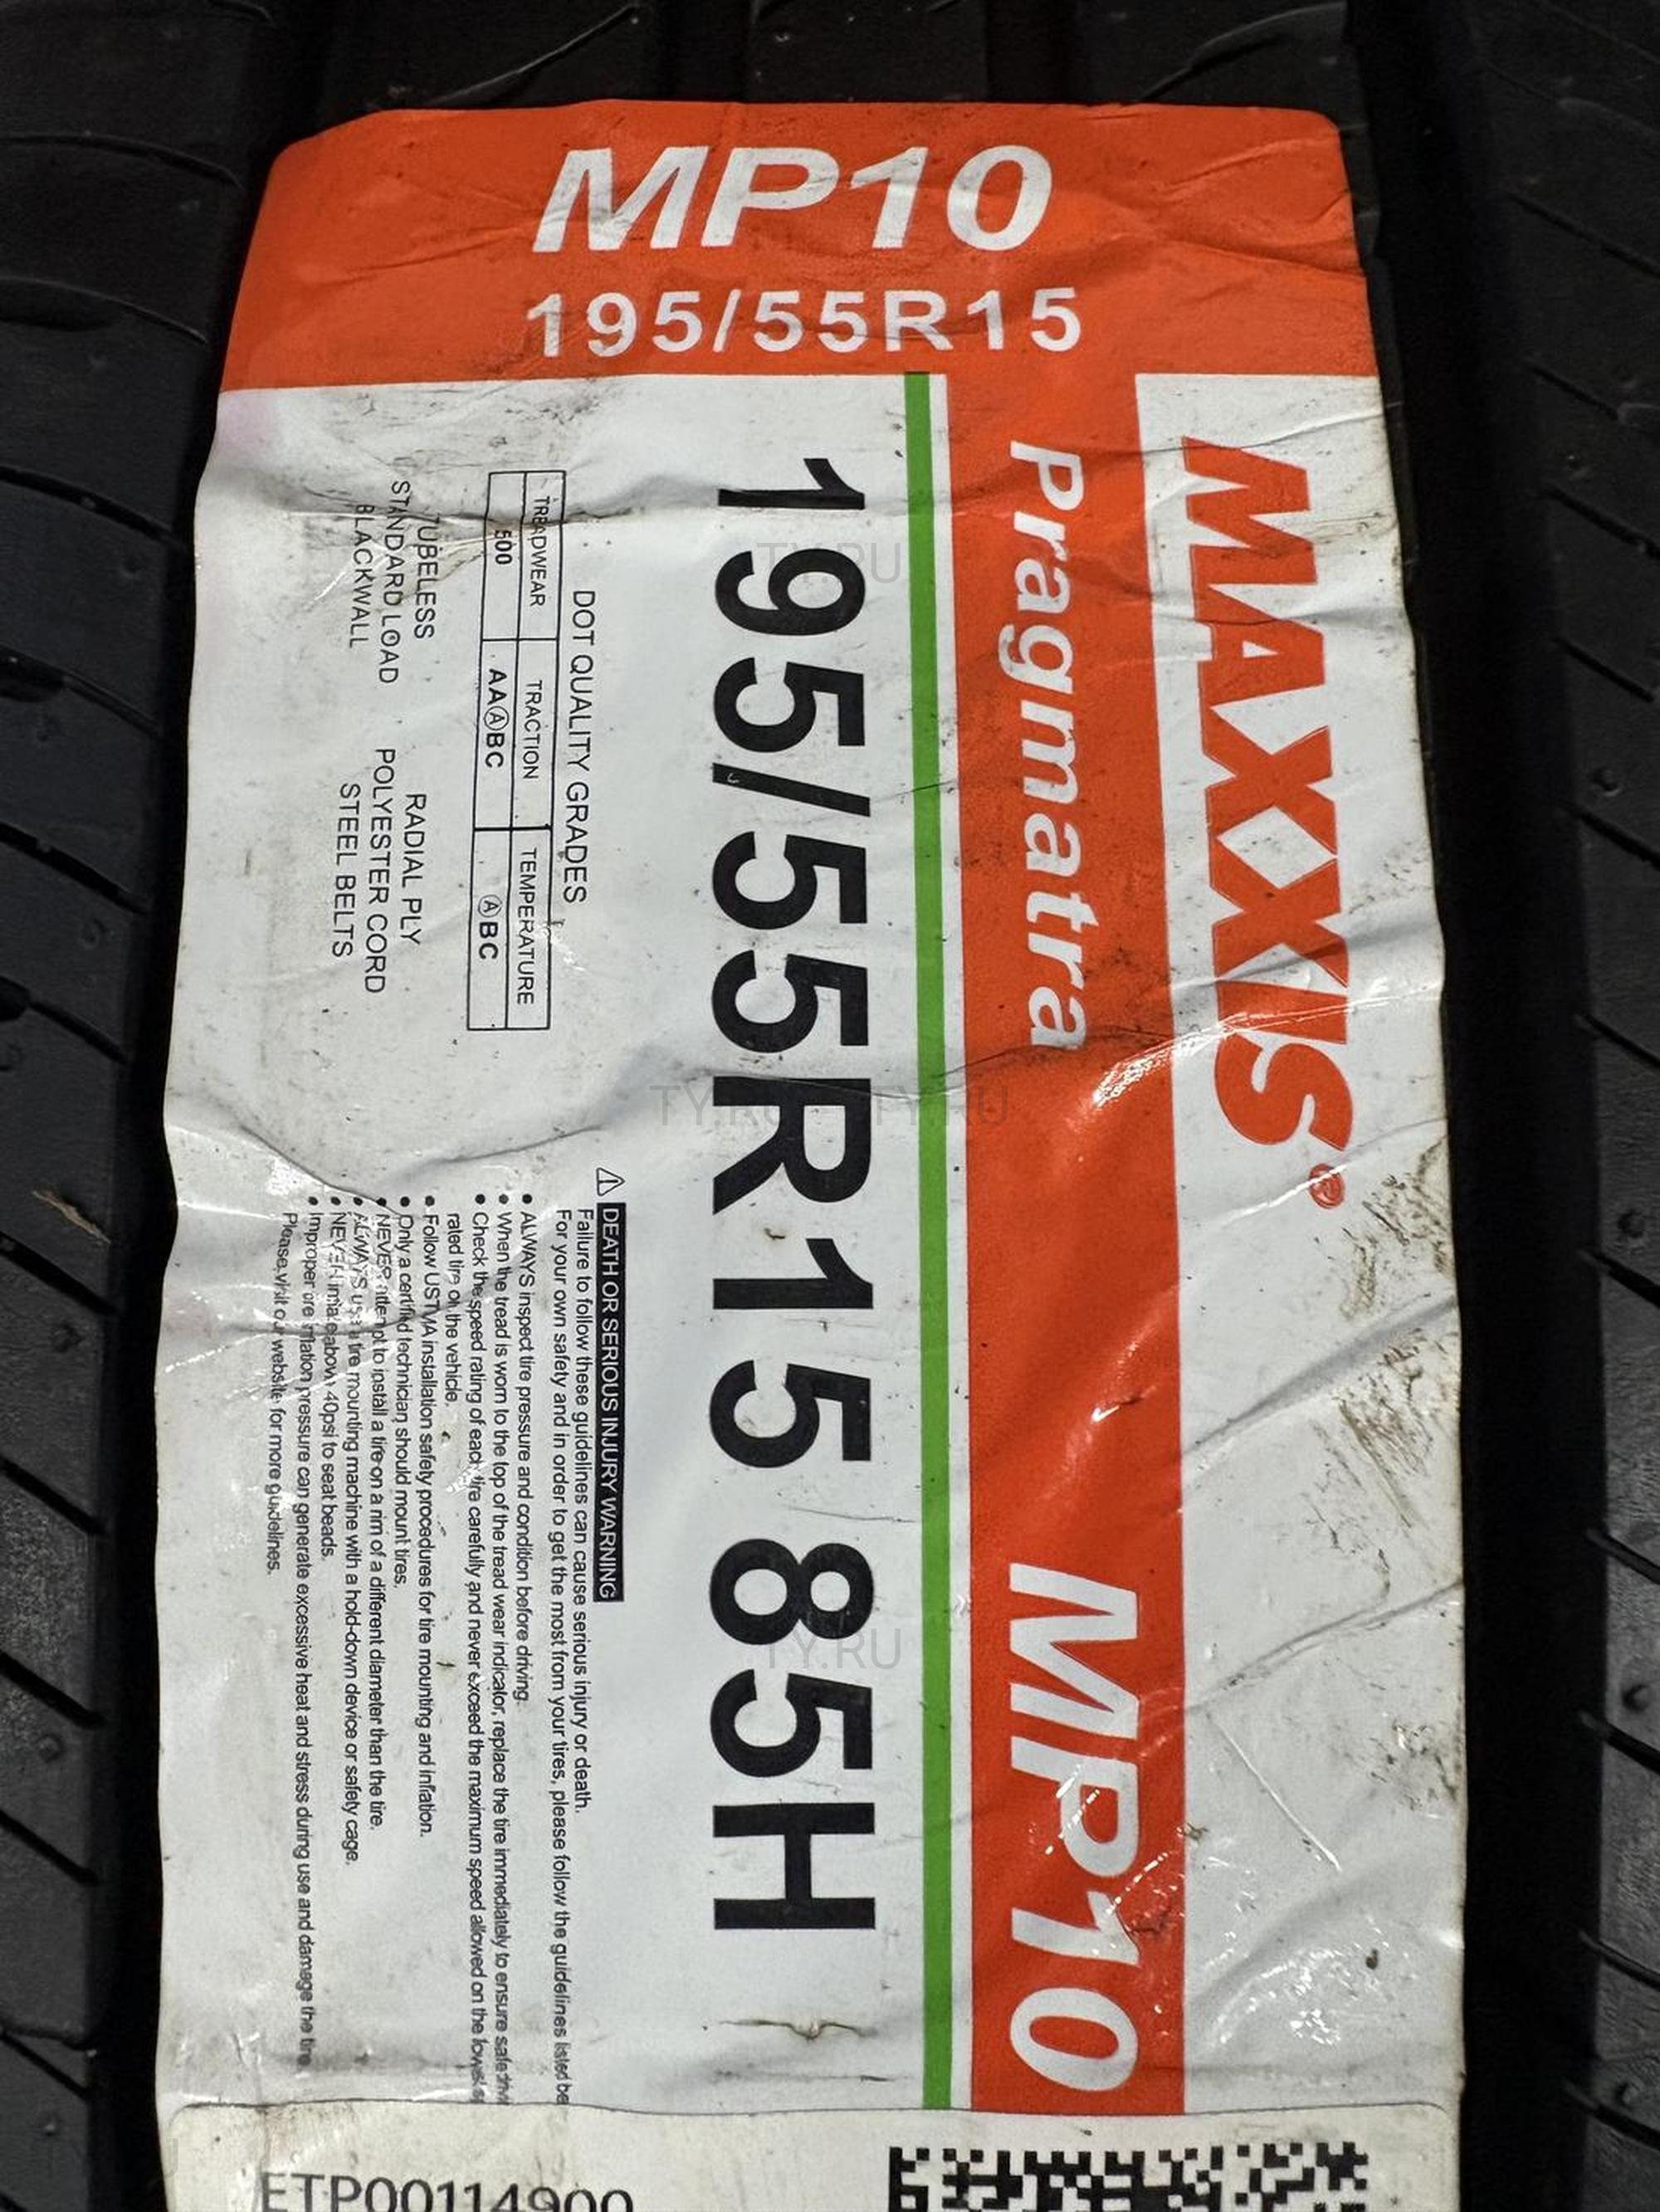 MP10
195/55R15
MAXXIS®
Pragmatra MP10
195/55R15 85H
DOT QUALITY GRADES
TREADWEAR TRACTION TEMPERATURE
500 AAⒶBC ⒶBC
TUBELESS RADIAL PLY
STANDARD LOAD POLYESTER CORD
BLACKWALL STEEL BELTS
⚠ DEATH OR SERIOUS INJURY WARNING
Failure to follow these guidelines can cause serious injury or death.
For your own safety and in order to get the most from your tires, please follow the guidelines listed be
• ALWAYS inspect tire pressure and condition before driving.
• When the tread is worn to the top of the tread wear indicator, replace the tire immediately to ensure safe
• Check the speed rating of each tire carefully and never exceed the maximum speed allowed on the lowest
rated tire on the vehicle.
• Follow USTMA installation safety procedures for tire mounting and inflation.
• Only a certified technician should mount tires.
• NEVER attempt to install a tire on a rim of a different diameter than the tire.
• ALWAYS use a tire mounting machine with a hold-down device or safety cage.
• NEVER inflate above 40psi to seat beads.
• Improper tire inflation pressure can generate excessive heat and stress during use and damage the tire
Please visit our website for more guidelines.
ETP00114900
TY.RU
TY.RU
TY.RU
TY.RU